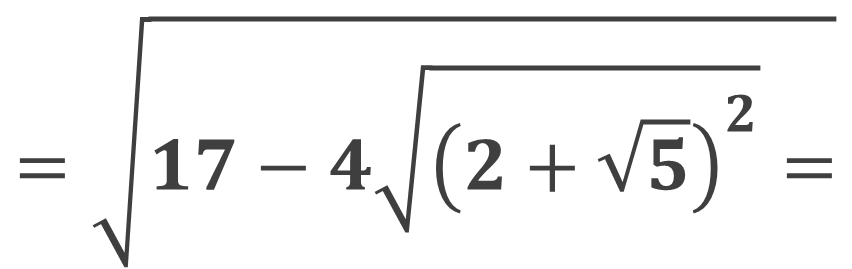 = √(17 − 4√((2 + √5)²)) =